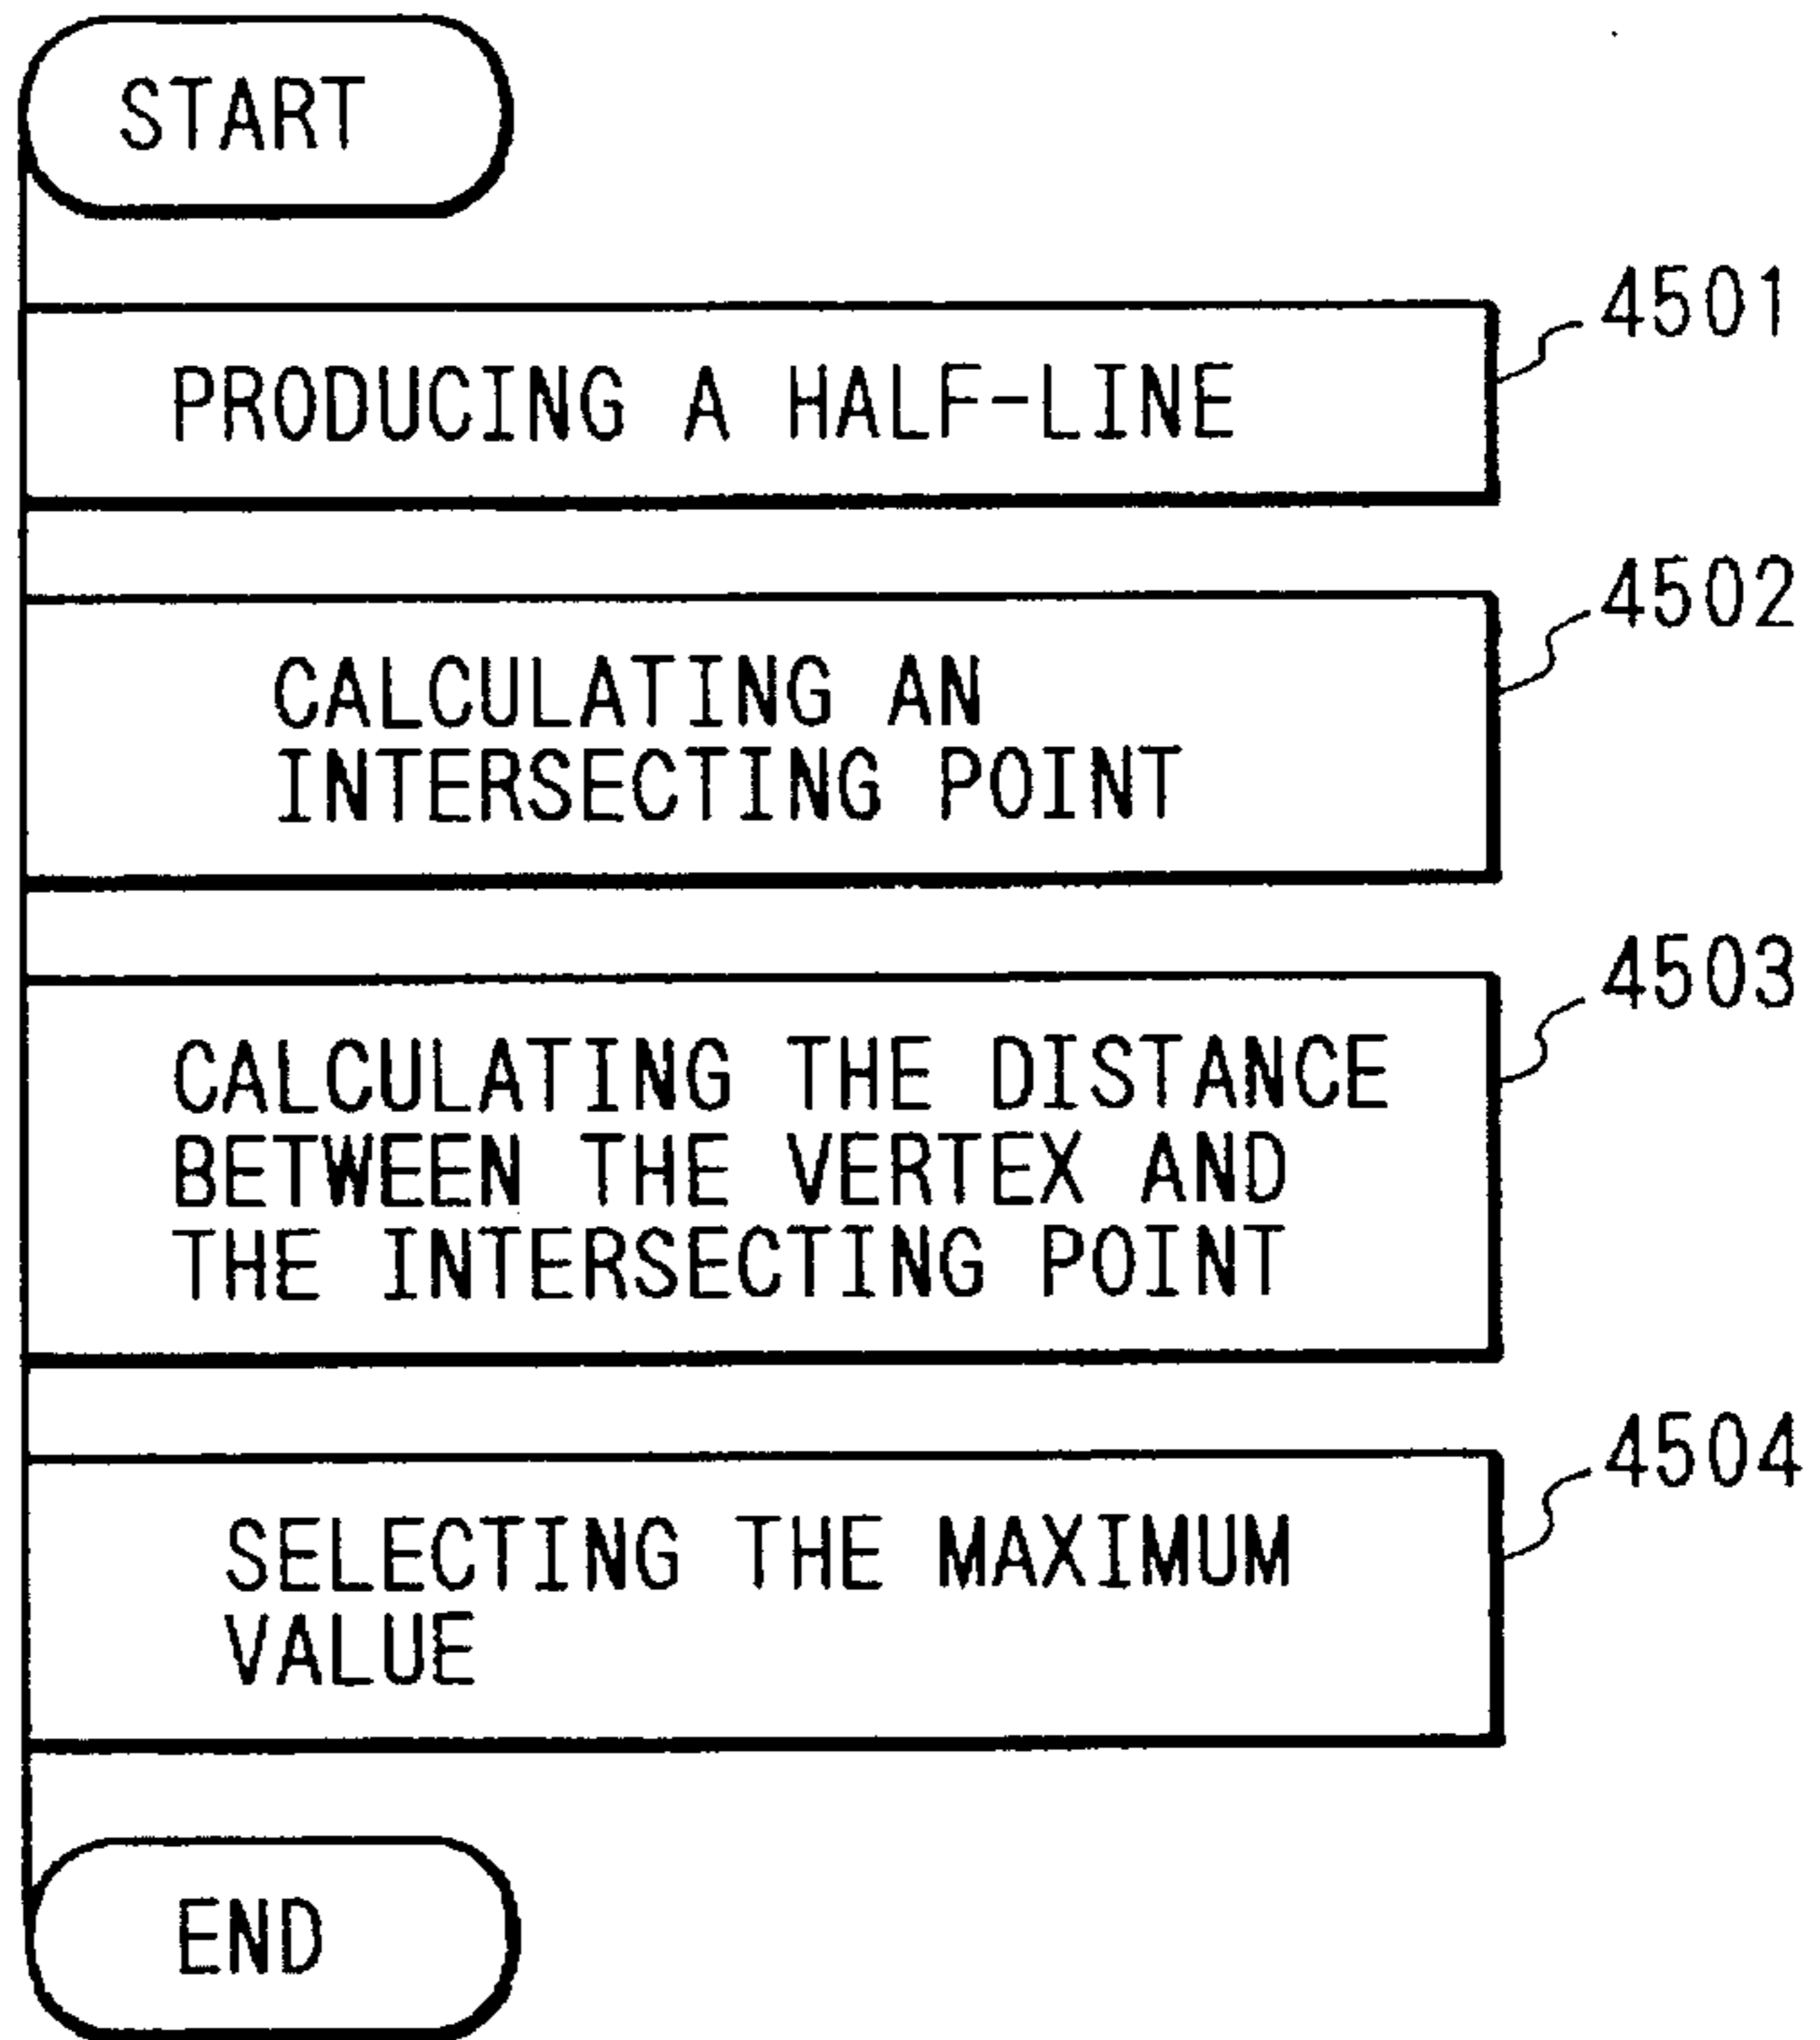 START
4501
PRODUCING A HALF-LINE
4502
CALCULATING AN
INTERSECTING POINT
4503
CALCULATING THE DISTANCE
BETWEEN THE VERTEX AND
THE INTERSECTING POINT
4504
SELECTING THE MAXIMUM
VALUE
END